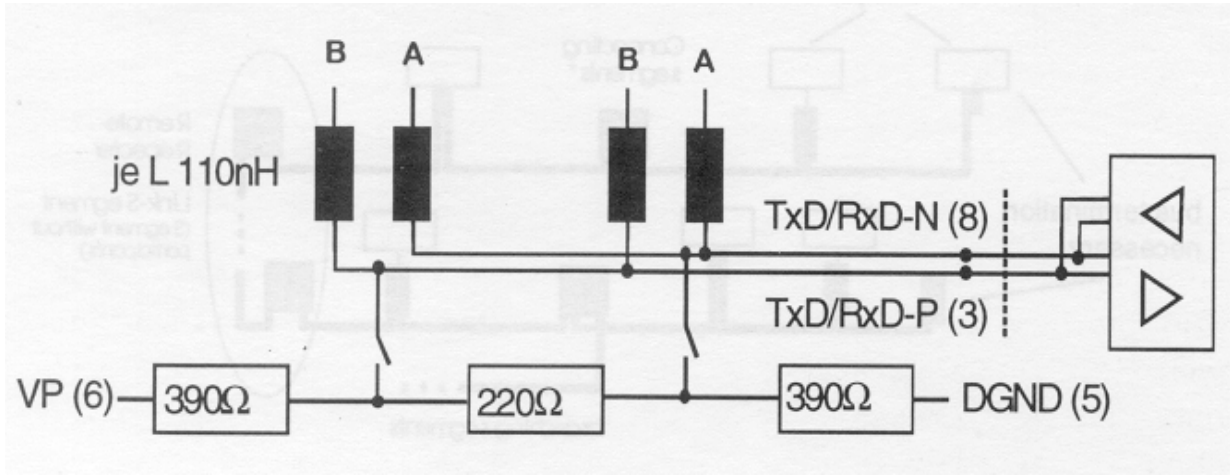 B A B A
je L 110nH
TxD/RxD-N (8)
TxD/RxD-P (3)
VP (6) 390Ω 220Ω 390Ω DGND (5)